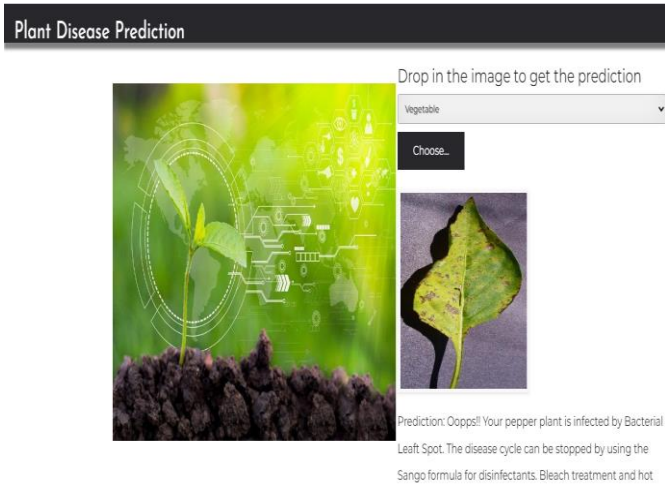 Plant Disease Prediction
Drop in the image to get the prediction
Vegetable
Choose...
Prediction: Oopps!! Your pepper plant is infected by Bacterial
Leaft Spot. The disease cycle can be stopped by using the
Sango formula for disinfectants. Bleach treatment and hot